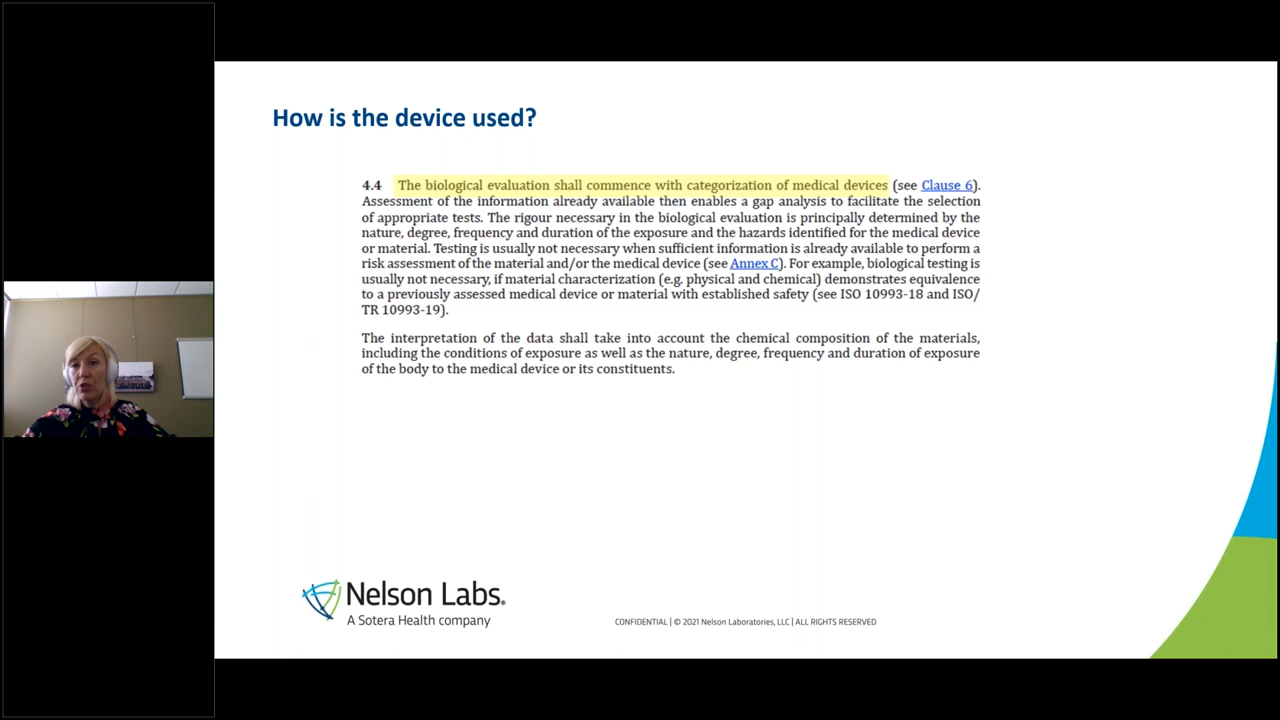 How is the device used?
4.4 The biological evaluation shall commence with categorization of medical devices (see Clause 6).
Assessment of the information already available then enables a gap analysis to facilitate the selection
of appropriate tests. The rigour necessary in the biological evaluation is principally determined by the
nature, degree, frequency and duration of the exposure and the hazards identified for the medical device
or material. Testing is usually not necessary when sufficient information is already available to perform a
risk assessment of the material and/or the medical device (see Annex C). For example, biological testing is
usually not necessary, if material characterization (e.g. physical and chemical) demonstrates equivalence
to a previously assessed medical device or material with established safety (see ISO 10993-18 and ISO/
TR 10993-19).
The interpretation of the data shall take into account the chemical composition of the materials,
including the conditions of exposure as well as the nature, degree, frequency and duration of exposure
of the body to the medical device or its constituents.
Nelson Labs®
A Sotera Health company
CONFIDENTIAL | © 2021 Nelson Laboratories, LLC | ALL RIGHTS RESERVED